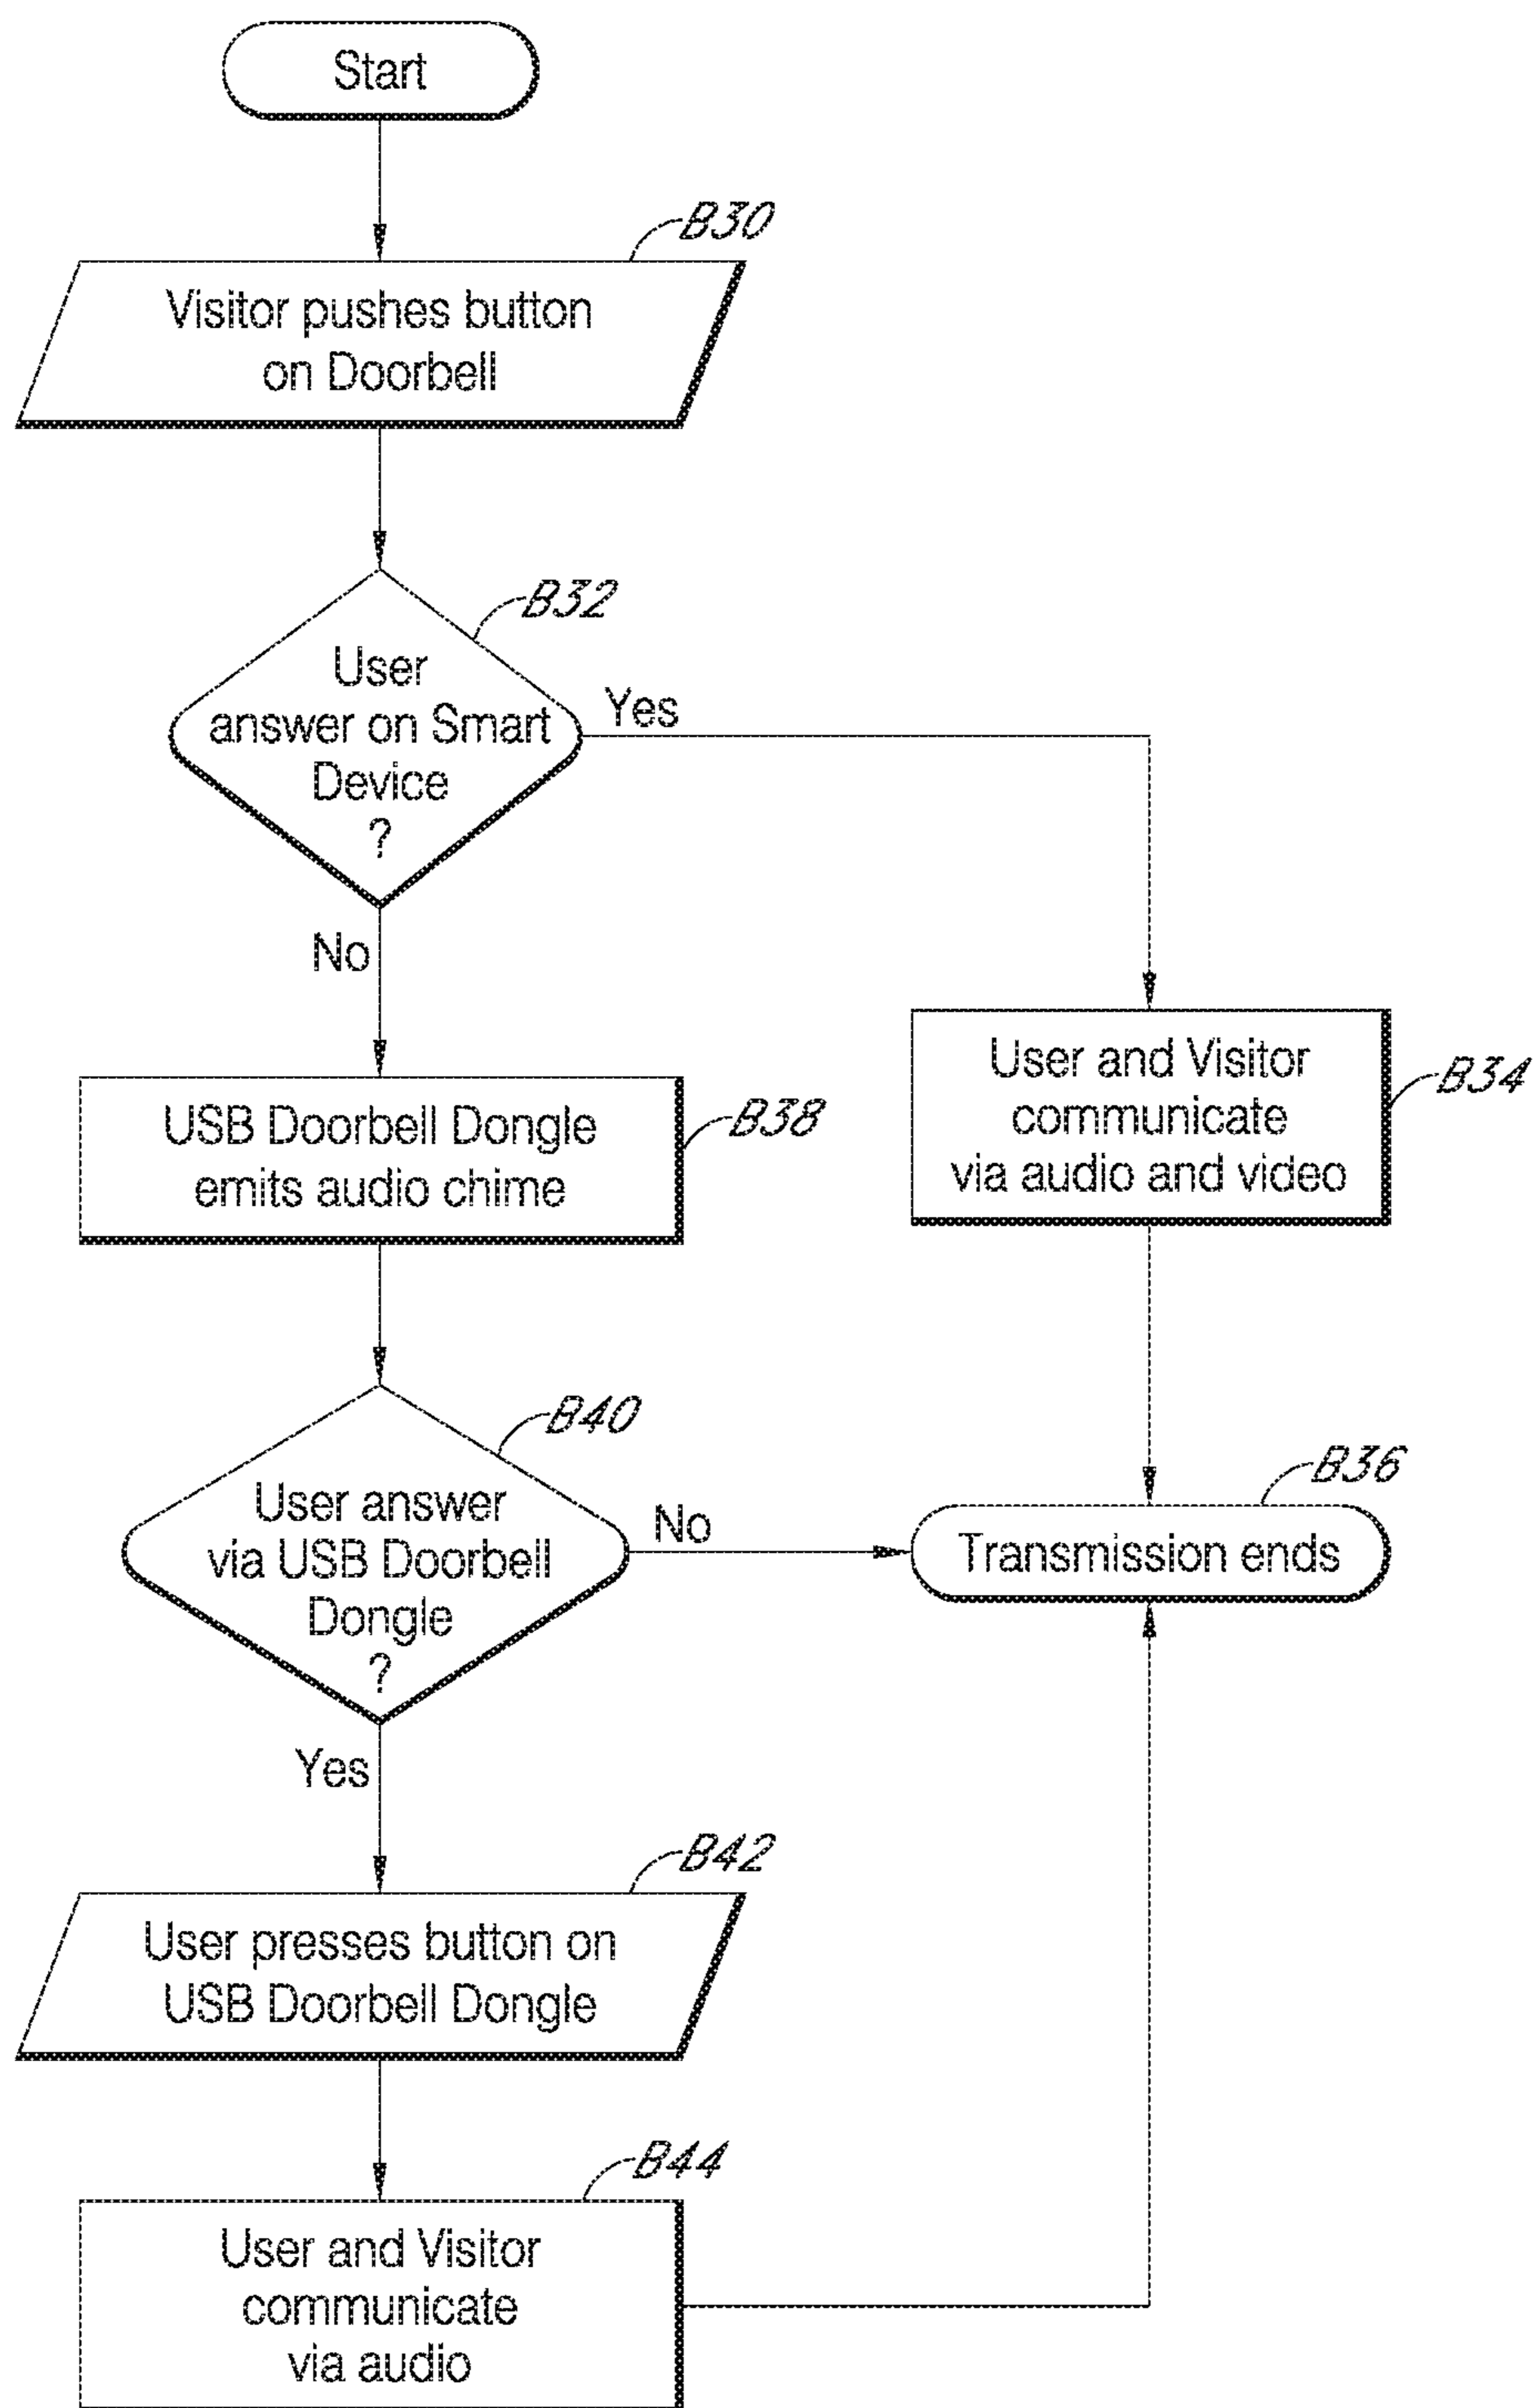 Start
B30
Visitor pushes button
on Doorbell
B32
User
answer on Smart
Device
?
Yes
No
User and Visitor
communicate
via audio and video
B34
USB Doorbell Dongle
emits audio chime
B38
B40
User answer
via USB Doorbell
Dongle
?
No
B36
Transmission ends
Yes
B42
User presses button on
USB Doorbell Dongle
B44
User and Visitor
communicate
via audio